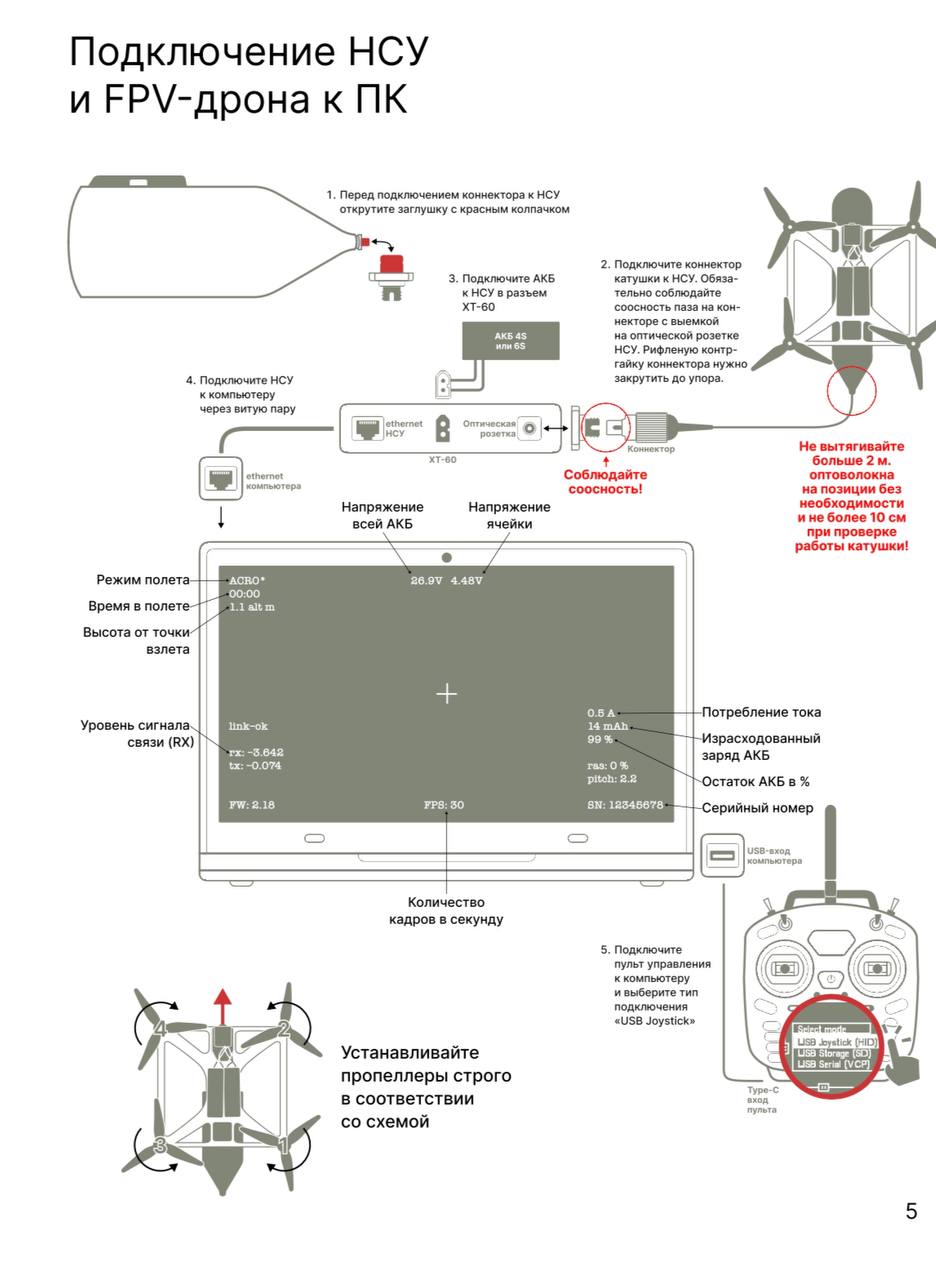 Подключение НСУ
и FPV-дрона к ПК
1. Перед подключением коннектора к НСУ
открутите заглушку с красным колпачком
2. Подключите коннектор
катушки к НСУ. Обяза-
тельно соблюдайте
соосность паза на кон-
некторе с выемкой
на оптической розетке
НСУ. Рифленую контр-
гайку коннектора нужно
закрутить до упора.
3. Подключите АКБ
к НСУ в разъем
XT-60
АКБ 4S
или 6S
4. Подключите НСУ
к компьютеру
через витую пару
ethernet
НСУ
Оптическая
розетка
XT-60
Коннектор
Соблюдайте
соосность!
Не вытягивайте
больше 2 м.
оптоволокна
на позиции без
необходимости
и не более 10 см
при проверке
работы катушки!
ethernet
компьютера
Напряжение
всей АКБ
Напряжение
ячейки
Режим полета
Время в полете
Высота от точки
взлета
Уровень сигнала
связи (RX)
ACRO*
00:00
1.1 alt m
26.9V 4.48V
link-ok
rx: -3.642
tx: -0.074
FW: 2.18
FPS: 30
0.5 A
14 mAh
99 %
ras: 0 %
pitch: 2.2
SN: 12345678
Потребление тока
Израсходованный
заряд АКБ
Остаток АКБ в %
Серийный номер
Количество
кадров в секунду
USB-вход
компьютера
5. Подключите
пульт управления
к компьютеру
и выберите тип
подключения
«USB Joystick»
Select mode
USB Joystick (HID)
USB Storage (SD)
USB Serial (VCP)
Type-C
вход
пульта
4
2
3
1
Устанавливайте
пропеллеры строго
в соответствии
со схемой
5